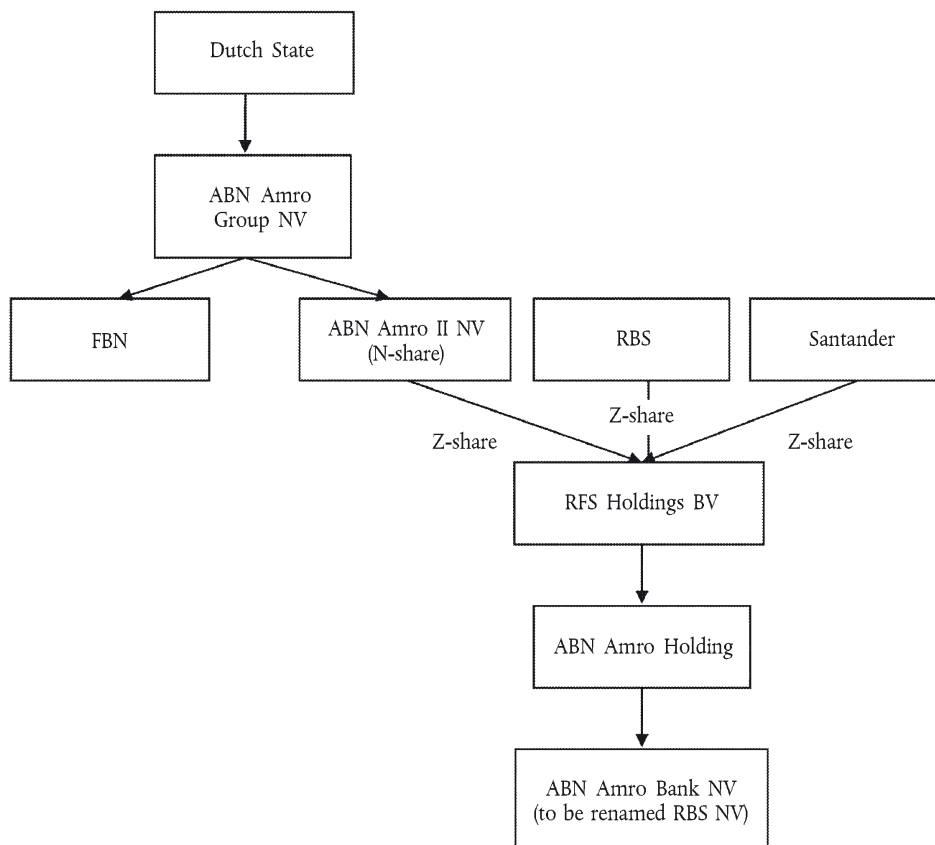 Dutch State
ABN Amro
Group NV
FBN
ABN Amro II NV
(N-share)
RBS
Santander
Z-share
Z-share
Z-share
RFS Holdings BV
ABN Amro Holding
ABN Amro Bank NV
(to be renamed RBS NV)